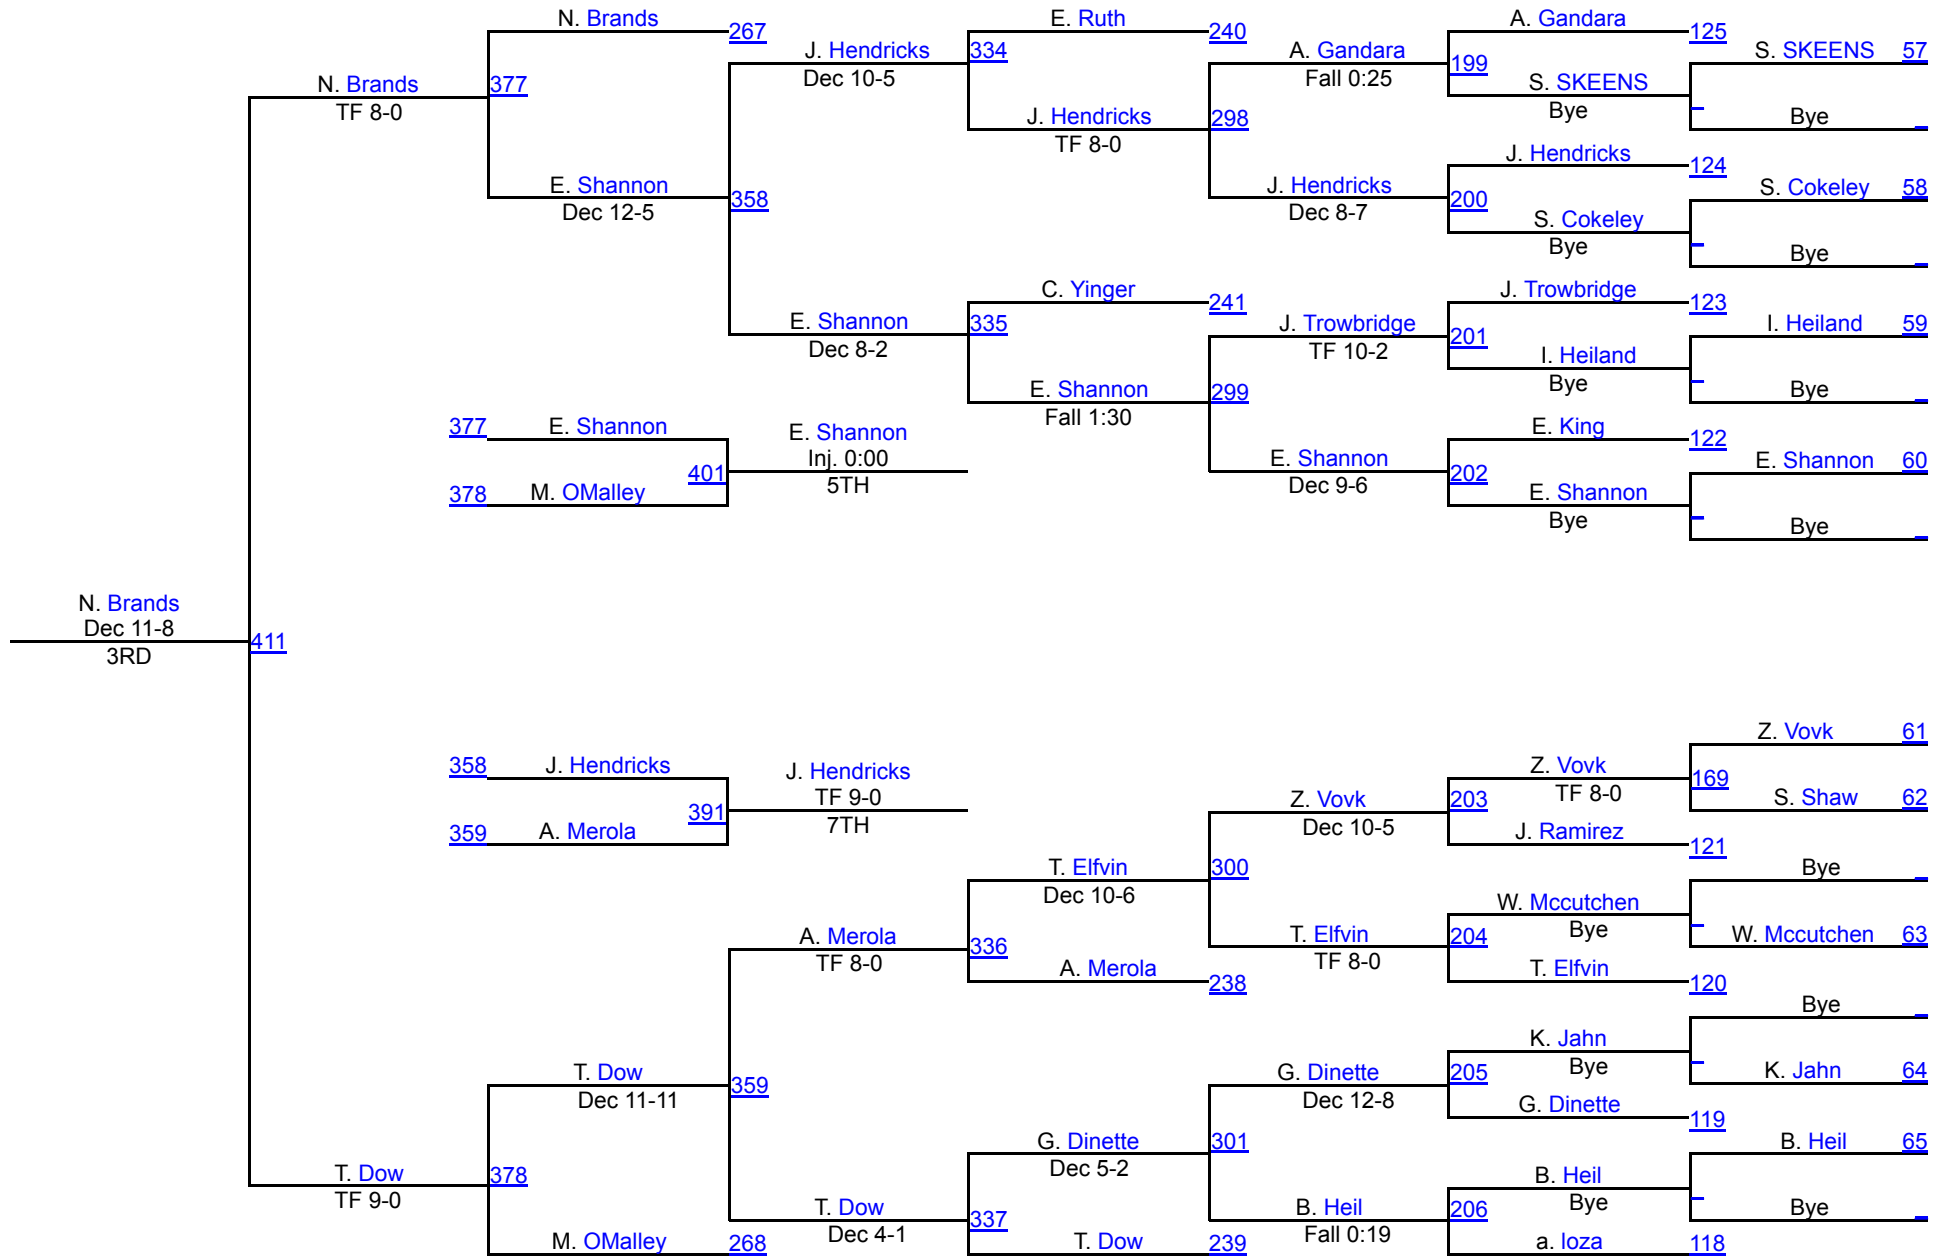 N. Brands
267
377
N. Brands
TF 8-0
E. Shannon
Dec 12-5
358
J. Hendricks
Dec 10-5
334
E. Shannon
Dec 8-2
335
E. Ruth
240
J. Hendricks
TF 8-0
298
C. Yinger
241
E. Shannon
Fall 1:30
299
A. Gandara
Fall 0:25
199
J. Hendricks
Dec 8-7
200
J. Trowbridge
TF 10-2
201
E. Shannon
Dec 9-6
202
A. Gandara
125
S. SKEENS
Bye
J. Hendricks
124
S. Cokeley
Bye
J. Trowbridge
123
I. Heiland
Bye
E. King
122
E. Shannon
Bye
S. SKEENS 57
Bye
S. Cokeley 58
Bye
I. Heiland 59
Bye
E. Shannon 60
Bye
377 E. Shannon
378 M. OMalley
401
E. Shannon
Inj. 0:00
5TH
N. Brands
Dec 11-8
3RD
411
358 J. Hendricks
359 A. Merola
391
J. Hendricks
TF 9-0
7TH
T. Dow
TF 9-0
378
T. Dow
Dec 11-11
359
M. OMalley 268
A. Merola
TF 8-0
336
T. Dow
Dec 4-1
337
T. Elfvin
Dec 10-6
300
A. Merola
238
G. Dinette
Dec 5-2
301
T. Dow 239
Z. Vovk
Dec 10-5
203
T. Elfvin
TF 8-0
204
G. Dinette
Dec 12-8
205
B. Heil
Fall 0:19
206
Z. Vovk
TF 8-0
169
J. Ramirez
121
W. Mccutchen
Bye
T. Elfvin
120
K. Jahn
Bye
G. Dinette
119
B. Heil
Bye
a. loza 118
Z. Vovk 61
S. Shaw 62
Bye
W. Mccutchen 63
Bye
K. Jahn 64
B. Heil 65
Bye